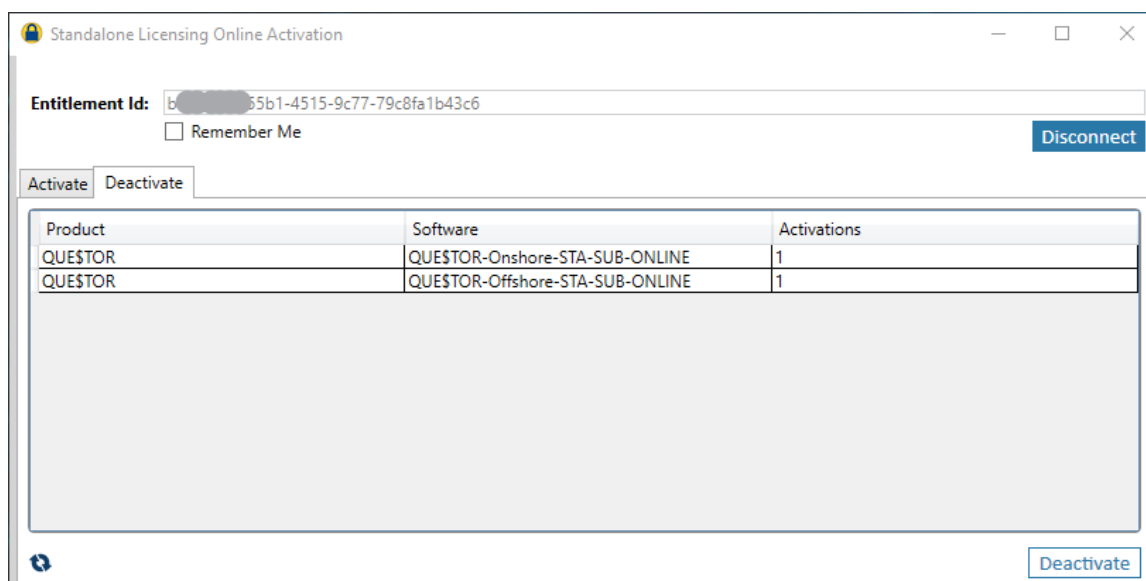 Standalone Licensing Online Activation
Entitlement Id: b 55b1-4515-9c77-79c8fa1b43c6
Remember Me
Disconnect
Activate Deactivate
Product Software Activations
QUE$TOR QUE$TOR-Onshore-STA-SUB-ONLINE 1
QUE$TOR QUE$TOR-Offshore-STA-SUB-ONLINE 1
Deactivate